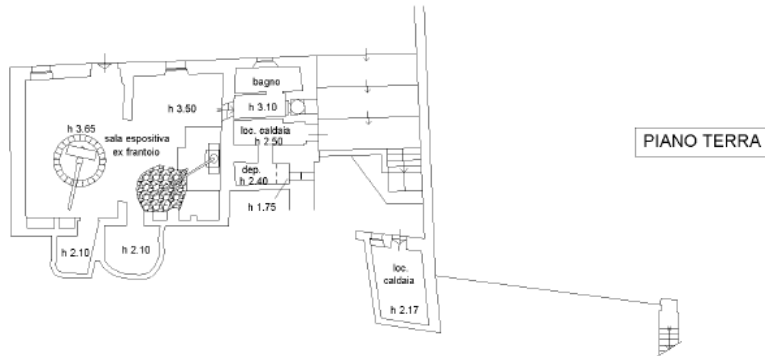 bagno
h 3.50
h 3.10
h 3.65
sala espositiva
ex frantoio
loc. caldaia
h 2.50
dep.
h 2.40
h 1.75
h 2.10
h 2.10
loc.
caldaia
h 2.17
PIANO TERRA